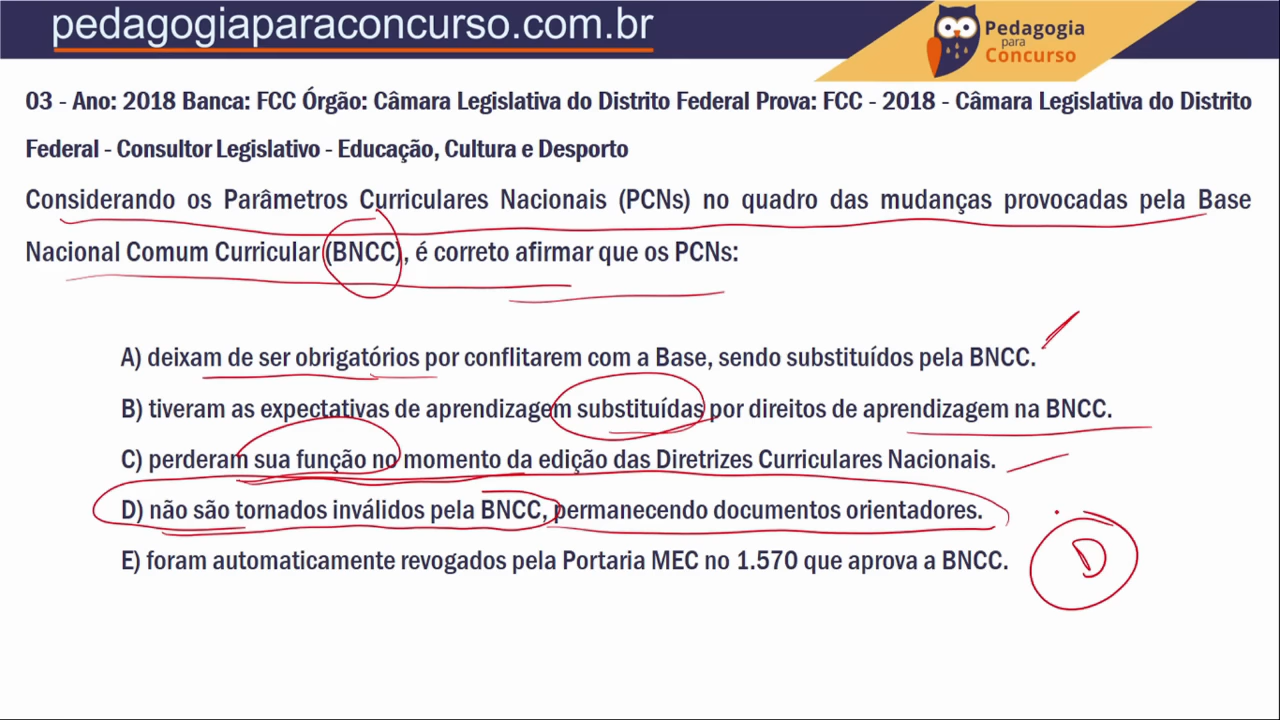 pedagogiaparaconcurso.com.br
Pedagogia
para
Concurso
03 - Ano: 2018 Banca: FCC Órgão: Câmara Legislativa do Distrito Federal Prova: FCC - 2018 - Câmara Legislativa do Distrito
Federal - Consultor Legislativo - Educação, Cultura e Desporto
Considerando os Parâmetros Curriculares Nacionais (PCNs) no quadro das mudanças provocadas pela Base
Nacional Comum Curricular (BNCC), é correto afirmar que os PCNs:
A) deixam de ser obrigatórios por conflitarem com a Base, sendo substituídos pela BNCC.
B) tiveram as expectativas de aprendizagem substituídas por direitos de aprendizagem na BNCC.
C) perderam sua função no momento da edição das Diretrizes Curriculares Nacionais.
D) não são tornados inválidos pela BNCC, permanecendo documentos orientadores.
E) foram automaticamente revogados pela Portaria MEC no 1.570 que aprova a BNCC.
D